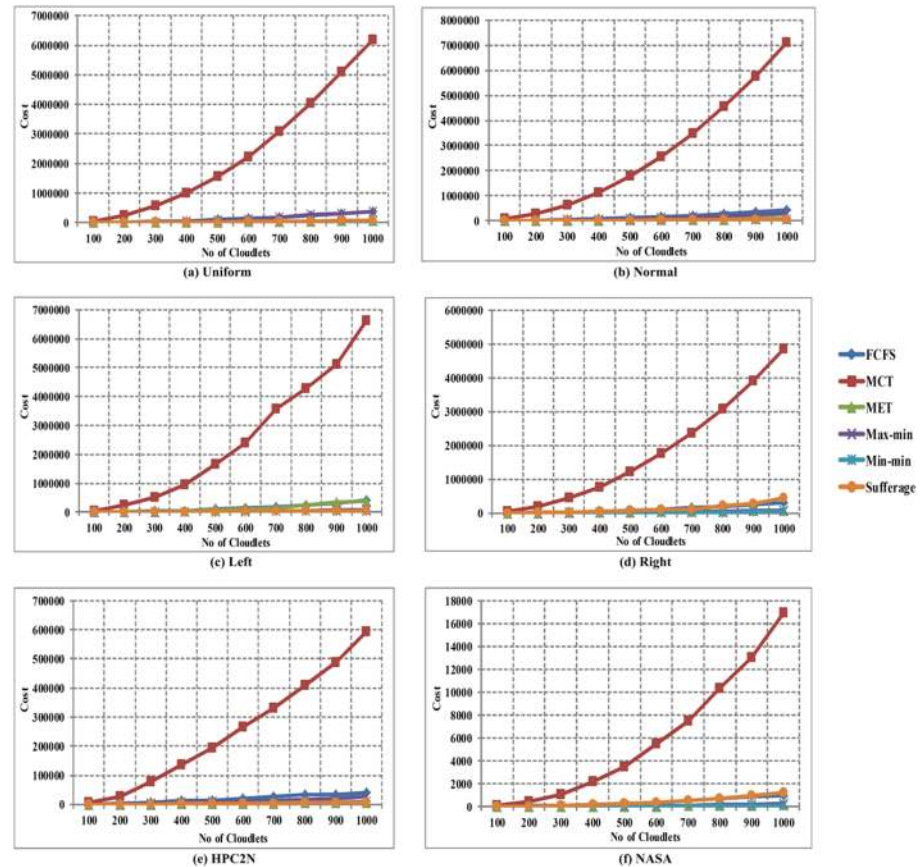 7000000
6000000
5000000
4000000
3000000
2000000
1000000
0
Cost
100 200 300 400 500 600 700 800 900 1000
No of Cloudlets
(a) Uniform
8000000
7000000
6000000
5000000
4000000
3000000
2000000
1000000
0
Cost
100 200 300 400 500 600 700 800 900 1000
No of Cloudlets
(b) Normal
7000000
6000000
5000000
4000000
3000000
2000000
1000000
0
Cost
100 200 300 400 500 600 700 800 900 1000
No of Cloudlets
(c) Left
6000000
5000000
4000000
3000000
2000000
1000000
0
Cost
100 200 300 400 500 600 700 800 900 1000
No of Cloudlets
(d) Right
FCFS
MCT
MET
Max-min
Min-min
Sufferage
700000
600000
500000
400000
300000
200000
100000
0
Cost
100 200 300 400 500 600 700 800 900 1000
No of Cloudlets
(e) HPC2N
18000
16000
14000
12000
10000
8000
6000
4000
2000
0
Cost
100 200 300 400 500 600 700 800 900 1000
No of Cloudlets
(f) NASA